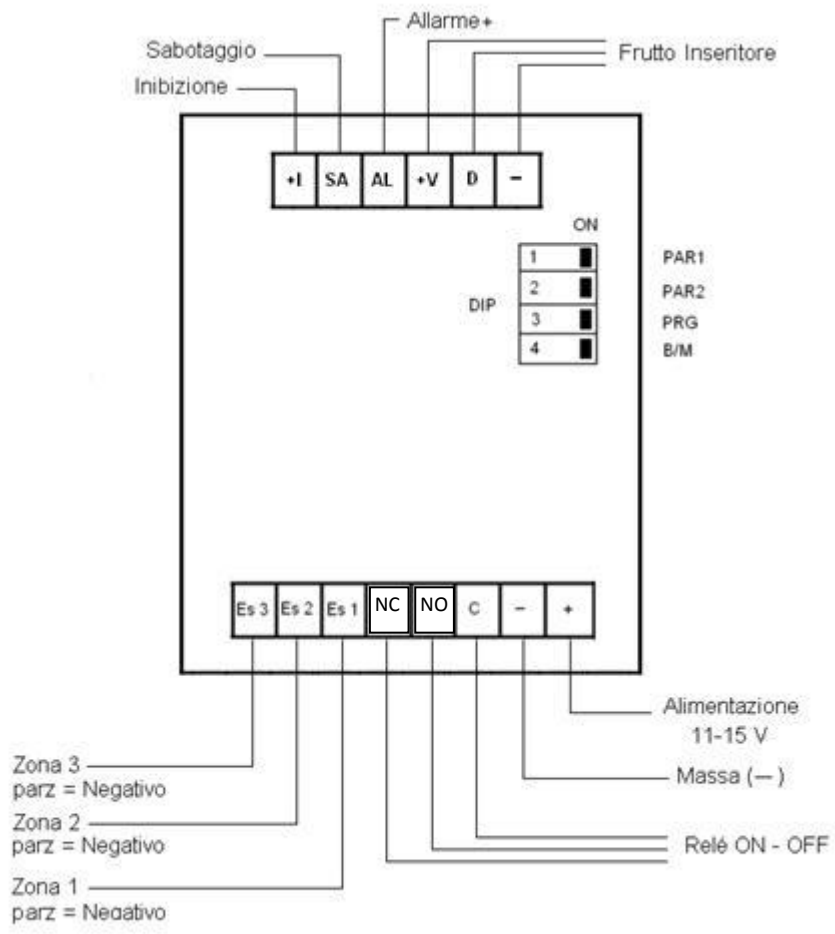 Allarme+
Sabotaggio
Frutto Inseritore
Inibizione
+I SA AL +V D −
ON
1 PAR1
2 PAR2
DIP
3 PRG
4 B/M
Es 3 Es 2 Es 1 NC NO C − +
Alimentazione
11-15 V
Massa (— )
Relé ON - OFF
Zona 3
parz = Negativo
Zona 2
parz = Negativo
Zona 1
parz = Negativo